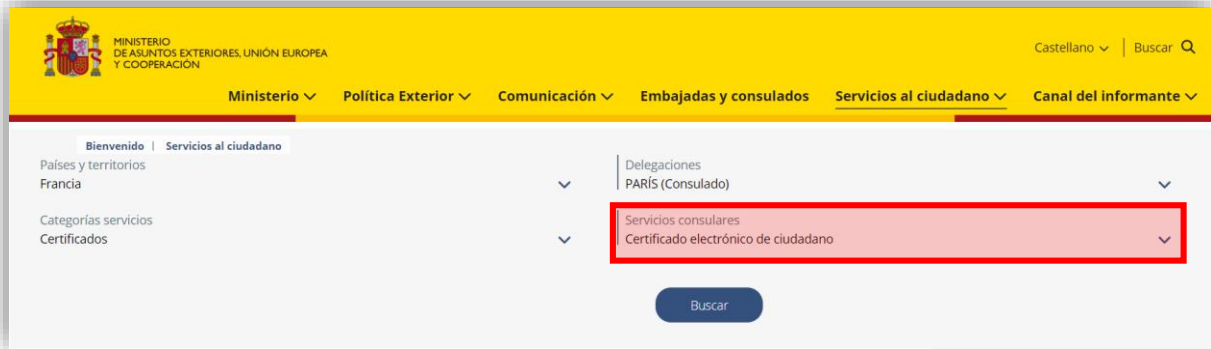 MINISTERIO
DE ASUNTOS EXTERIORES, UNIÓN EUROPEA
Y COOPERACIÓN
Castellano
Buscar
Ministerio
Política Exterior
Comunicación
Embajadas y consulados
Servicios al ciudadano
Canal del informante
Bienvenido | Servicios al ciudadano
Países y territorios
Francia
Delegaciones
PARÍS (Consulado)
Categorías servicios
Certificados
Servicios consulares
Certificado electrónico de ciudadano
Buscar